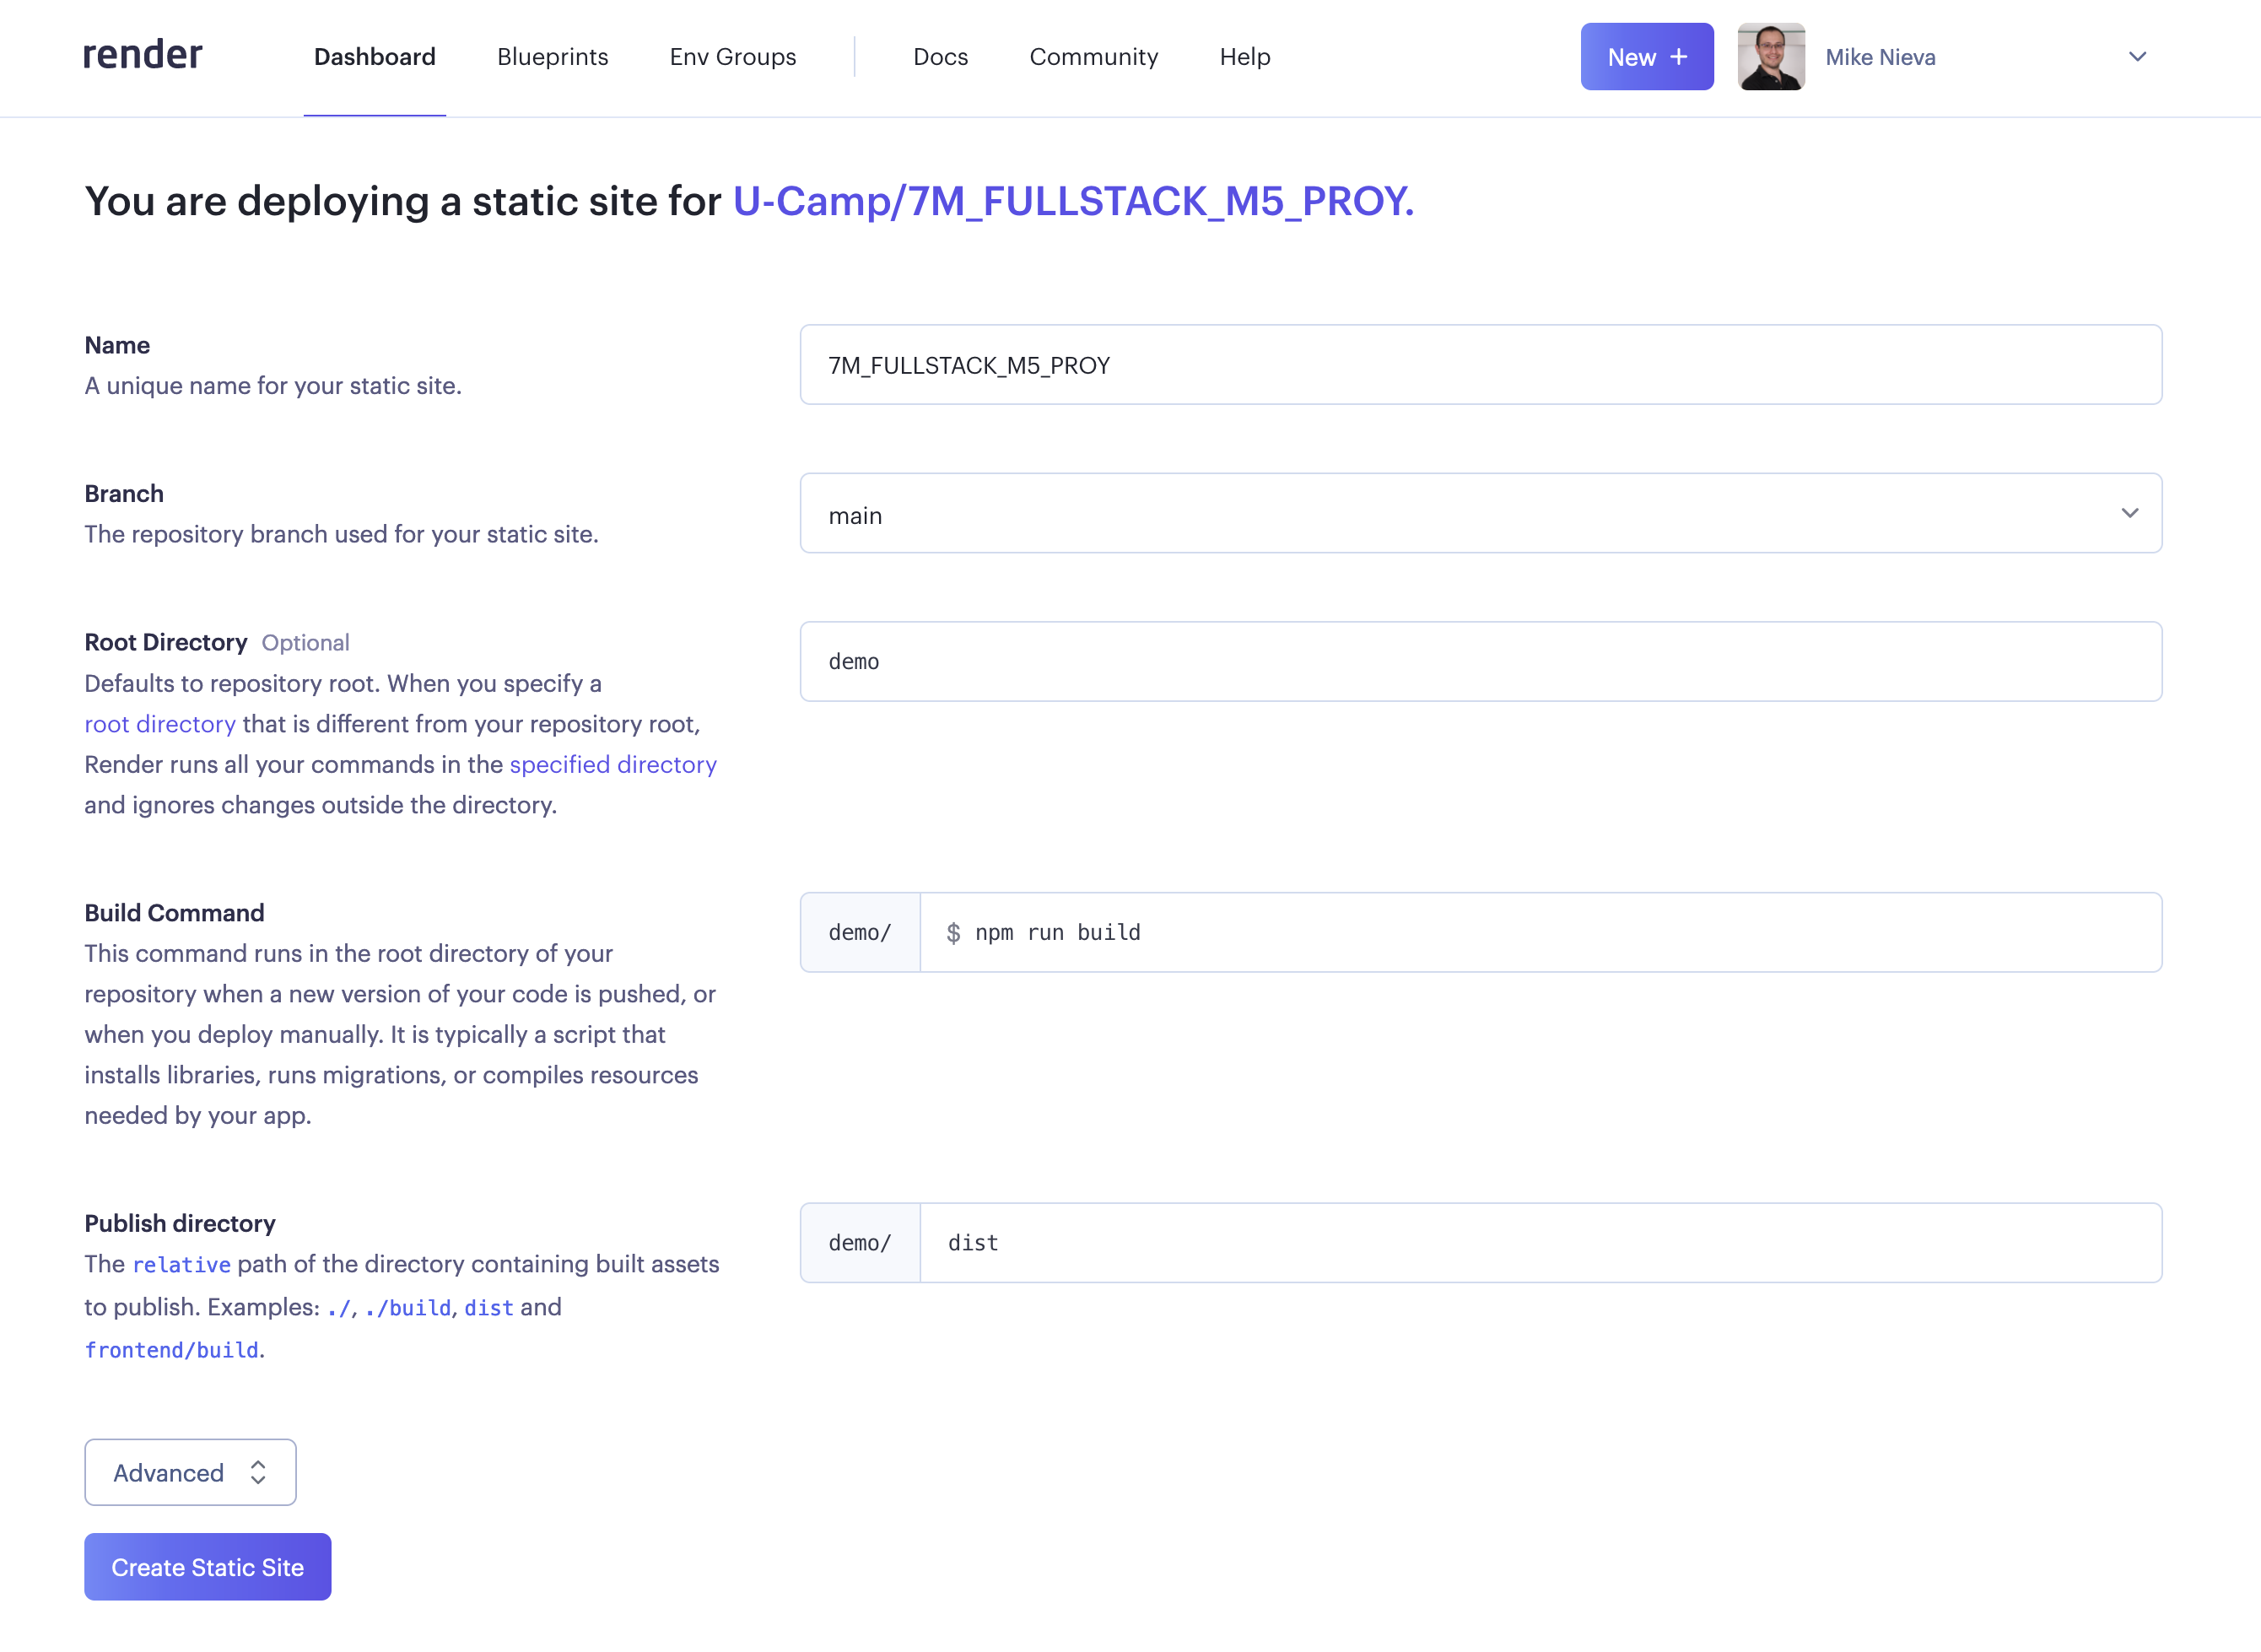 render Dashboard Blueprints Env Groups Docs Community Help New + Mike Nieva
You are deploying a static site for U-Camp/7M_FULLSTACK_M5_PROY.
Name
A unique name for your static site.
7M_FULLSTACK_M5_PROY
Branch
The repository branch used for your static site.
main
Root Directory Optional
Defaults to repository root. When you specify a
root directory that is different from your repository root,
Render runs all your commands in the specified directory
and ignores changes outside the directory.
demo
Build Command
This command runs in the root directory of your
repository when a new version of your code is pushed, or
when you deploy manually. It is typically a script that
installs libraries, runs migrations, or compiles resources
needed by your app.
demo/ $ npm run build
Publish directory
The relative path of the directory containing built assets
to publish. Examples: ./, ./build, dist and
frontend/build.
demo/ dist
Advanced
Create Static Site